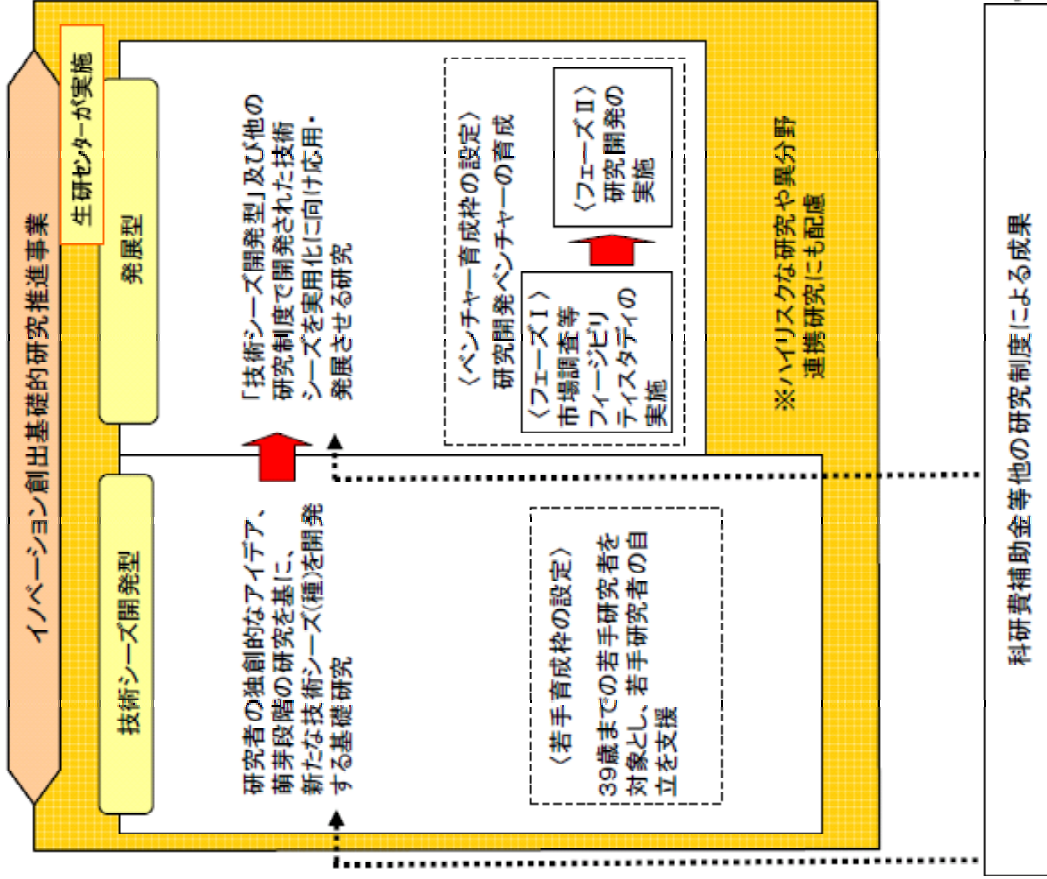 イノベーション創出基礎的研究推進事業
生研センターが実施
技術シーズ開発型
研究者の独創的なアイデア、
萌芽段階の研究を基に、
新たな技術シーズ(種)を開発
する基礎研究
〈若手育成枠の設定〉
39歳までの若手研究者を
対象とし、若手研究者の自
立を支援
発展型
「技術シーズ開発型」及び他の
研究制度で開発された技術
シーズを実用化に向け応用・
発展させる研究
〈ベンチャー育成枠の設定〉
研究開発ベンチャーの育成
〈フェーズⅠ〉
市場調査等
フィージビリ
ティスタディの
実施
〈フェーズⅡ〉
研究開発の
実施
※ハイリスクな研究や異分野
連携研究にも配慮
科研費補助金等他の研究制度による成果